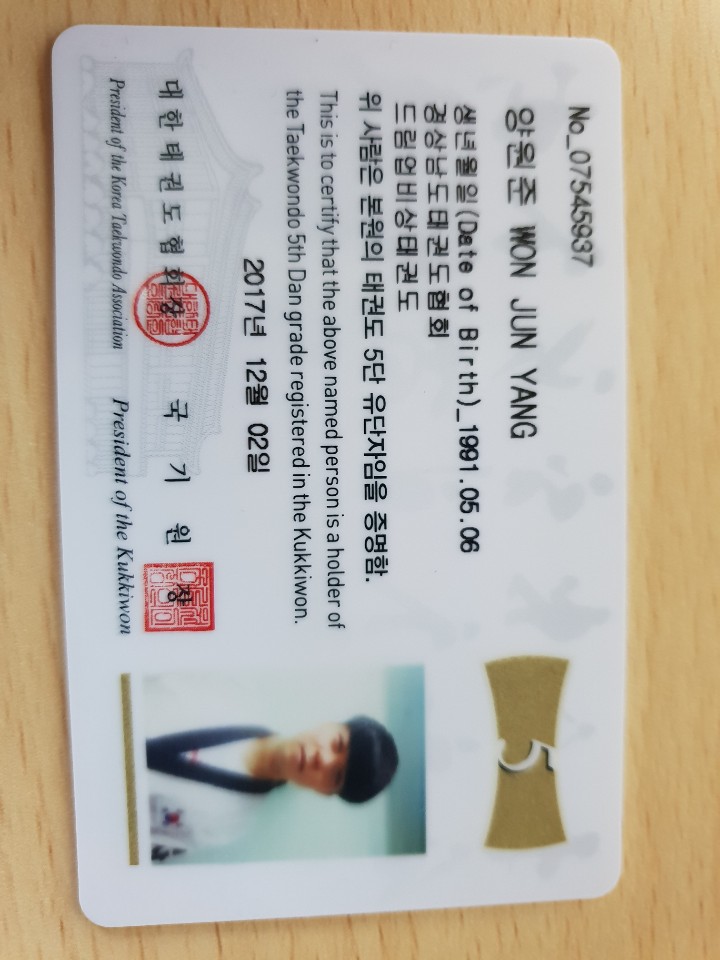 No_07545937
양원준 WON JUN YANG
생년월일(Date of Birth)_1991.05.06
경상남도태권도협회
드림업비상태권도
위 사람은 본원의 태권도 5단 유단자임을 증명함.
This is to certify that the above named person is a holder of
the Taekwondo 5th Dan grade registered in the Kukkiwon.
2017년 12월 02일
대한태권도협회장 국기원장
President of the Korea Taekwondo Association President of the Kukkiwon
5